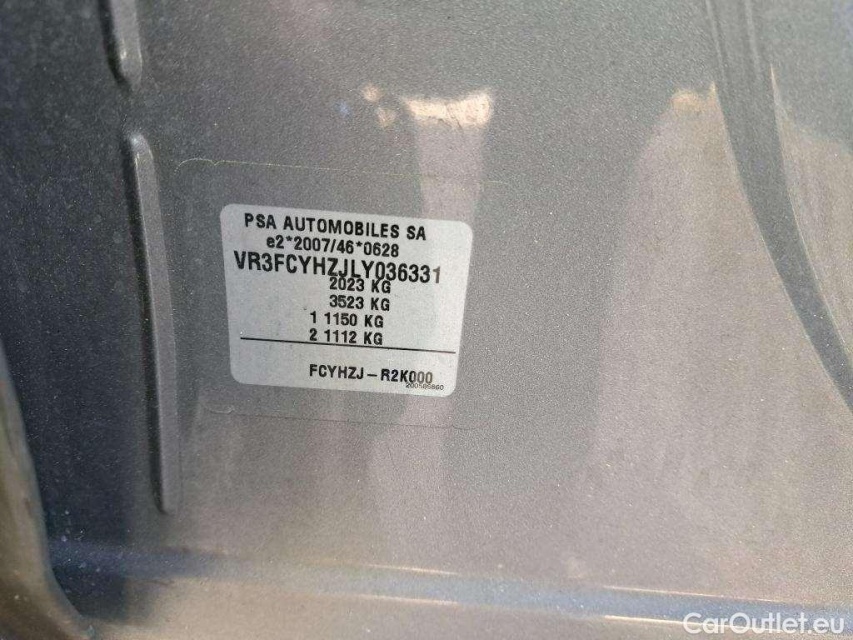 PSA AUTOMOBILES SA
e2*2007/46*0628
VR3FCYHZJLY036331
2023 KG
3523 KG
1 1150 KG
2 1112 KG
FCYHZJ-R2K000
CarOutlet.eu